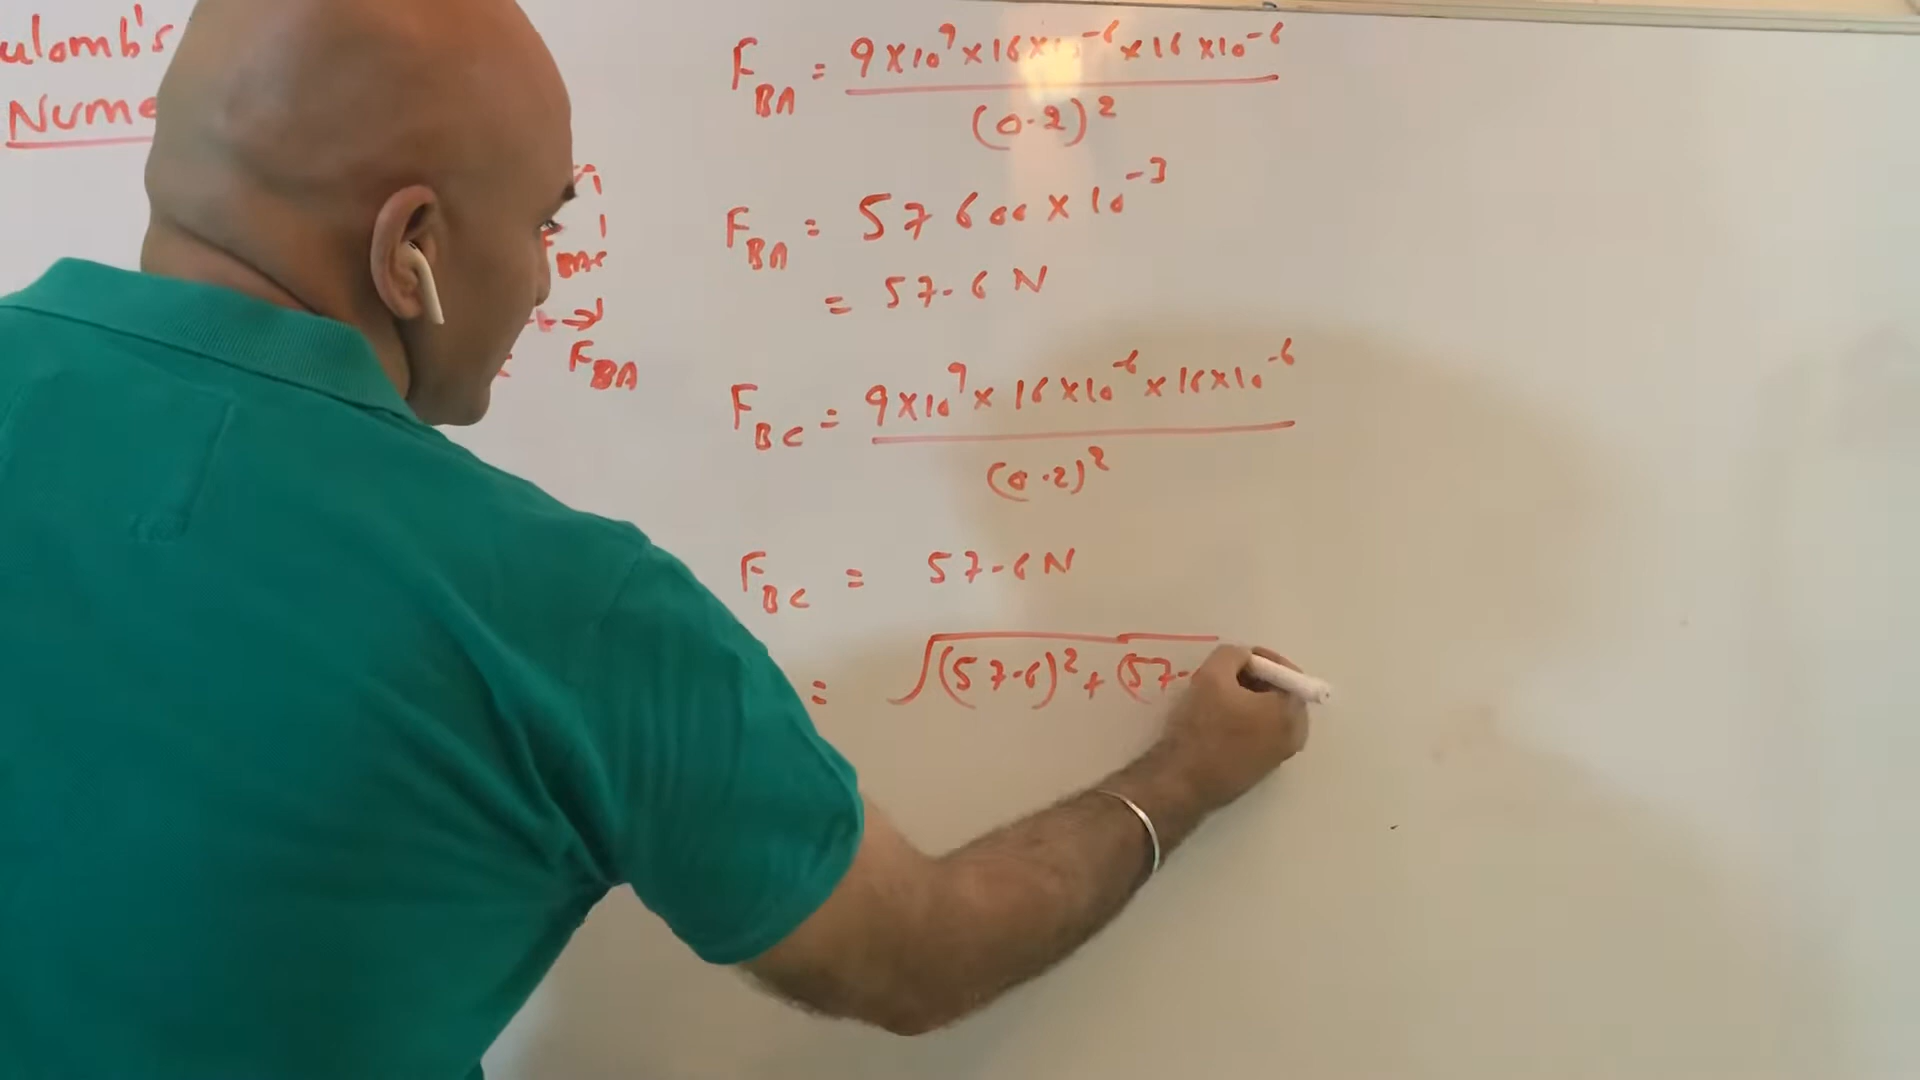 ulomb's
Nume
F_BA = 9×10⁹×16×10⁻⁶×16×10⁻⁶
(0.2)²
F_BA = 57600×10⁻³
= 57.6 N
F_BA
F_BC = 9×10⁹×16×10⁻⁶×16×10⁻⁶
(0.2)²
F_BC = 57.6 N
= √(57.6)²+(57.